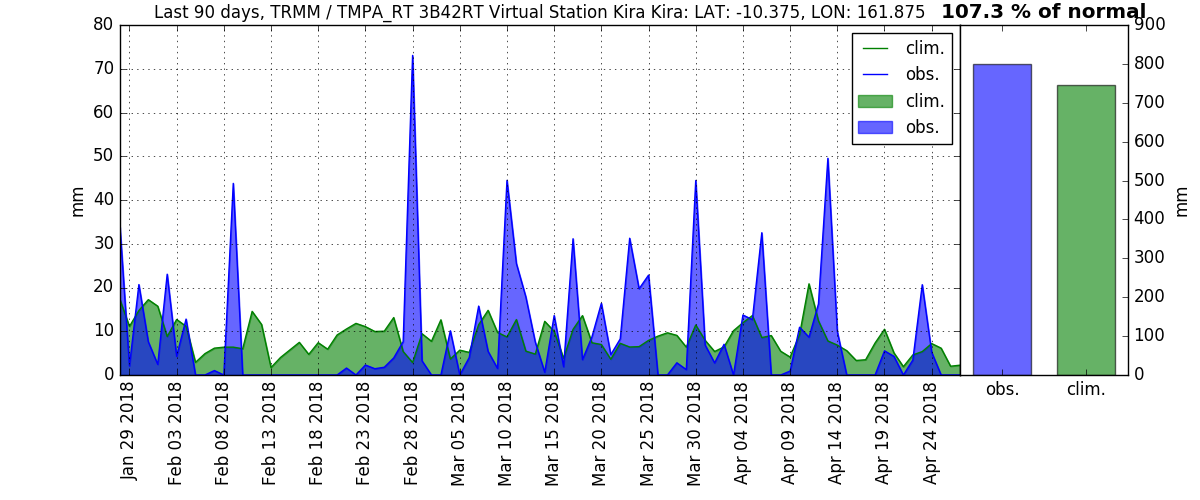 Last 90 days, TRMM / TMPA_RT 3B42RT Virtual Station Kira Kira: LAT: -10.375, LON: 161.875
107.3 % of normal
80
70
60
50
40
30
20
10
0
mm
clim.
obs.
clim.
obs.
900
800
700
600
500
400
300
200
100
0
mm
Jan 29 2018
Feb 03 2018
Feb 08 2018
Feb 13 2018
Feb 18 2018
Feb 23 2018
Feb 28 2018
Mar 05 2018
Mar 10 2018
Mar 15 2018
Mar 20 2018
Mar 25 2018
Mar 30 2018
Apr 04 2018
Apr 09 2018
Apr 14 2018
Apr 19 2018
Apr 24 2018
obs.
clim.